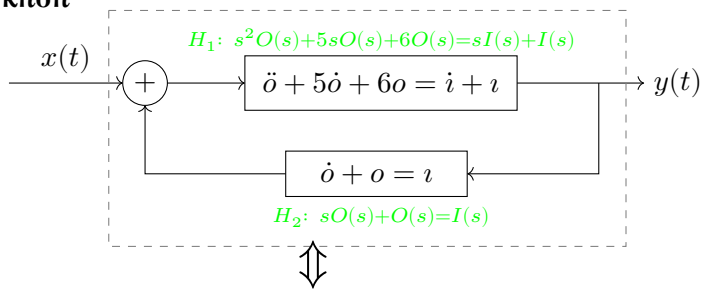 H₁: s²O(s)+5sO(s)+6O(s)=sI(s)+I(s)
x(t)
+
ö + 5ȯ + 6o = i̇ + ı
y(t)
ȯ + o = ı
H₂: sO(s)+O(s)=I(s)